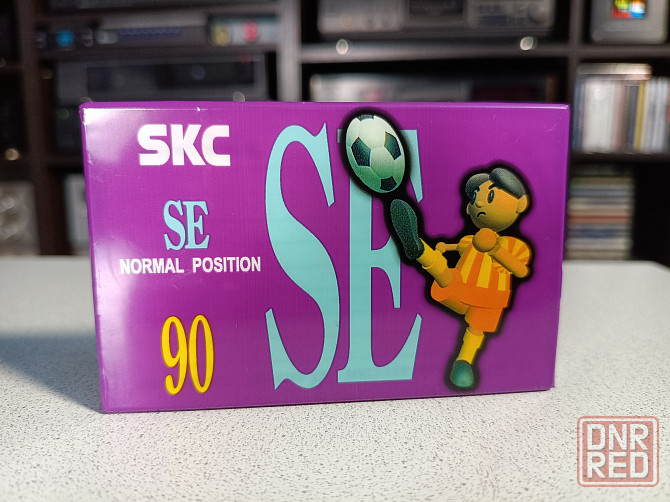 SKC
SE
NORMAL POSITION
90
SE
DNR
RED